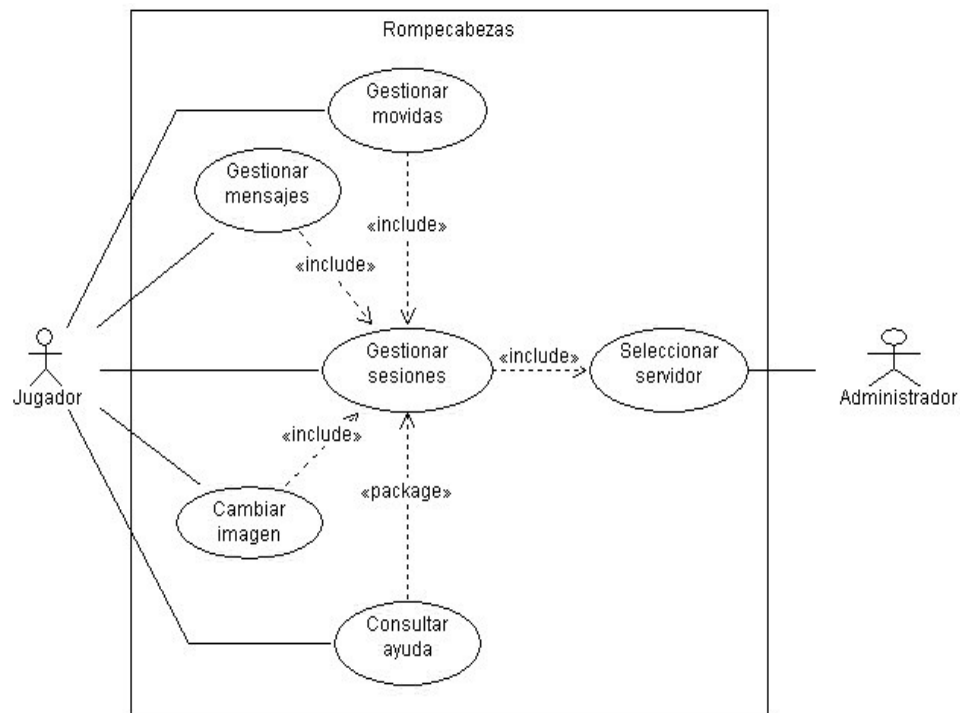 Rompecabezas
Gestionar
movidas
Gestionar
mensajes
«include»
«include»
Gestionar
sesiones
«include»
Seleccionar
servidor
Jugador
Administrador
«include»
Cambiar
imagen
«package»
Consultar
ayuda